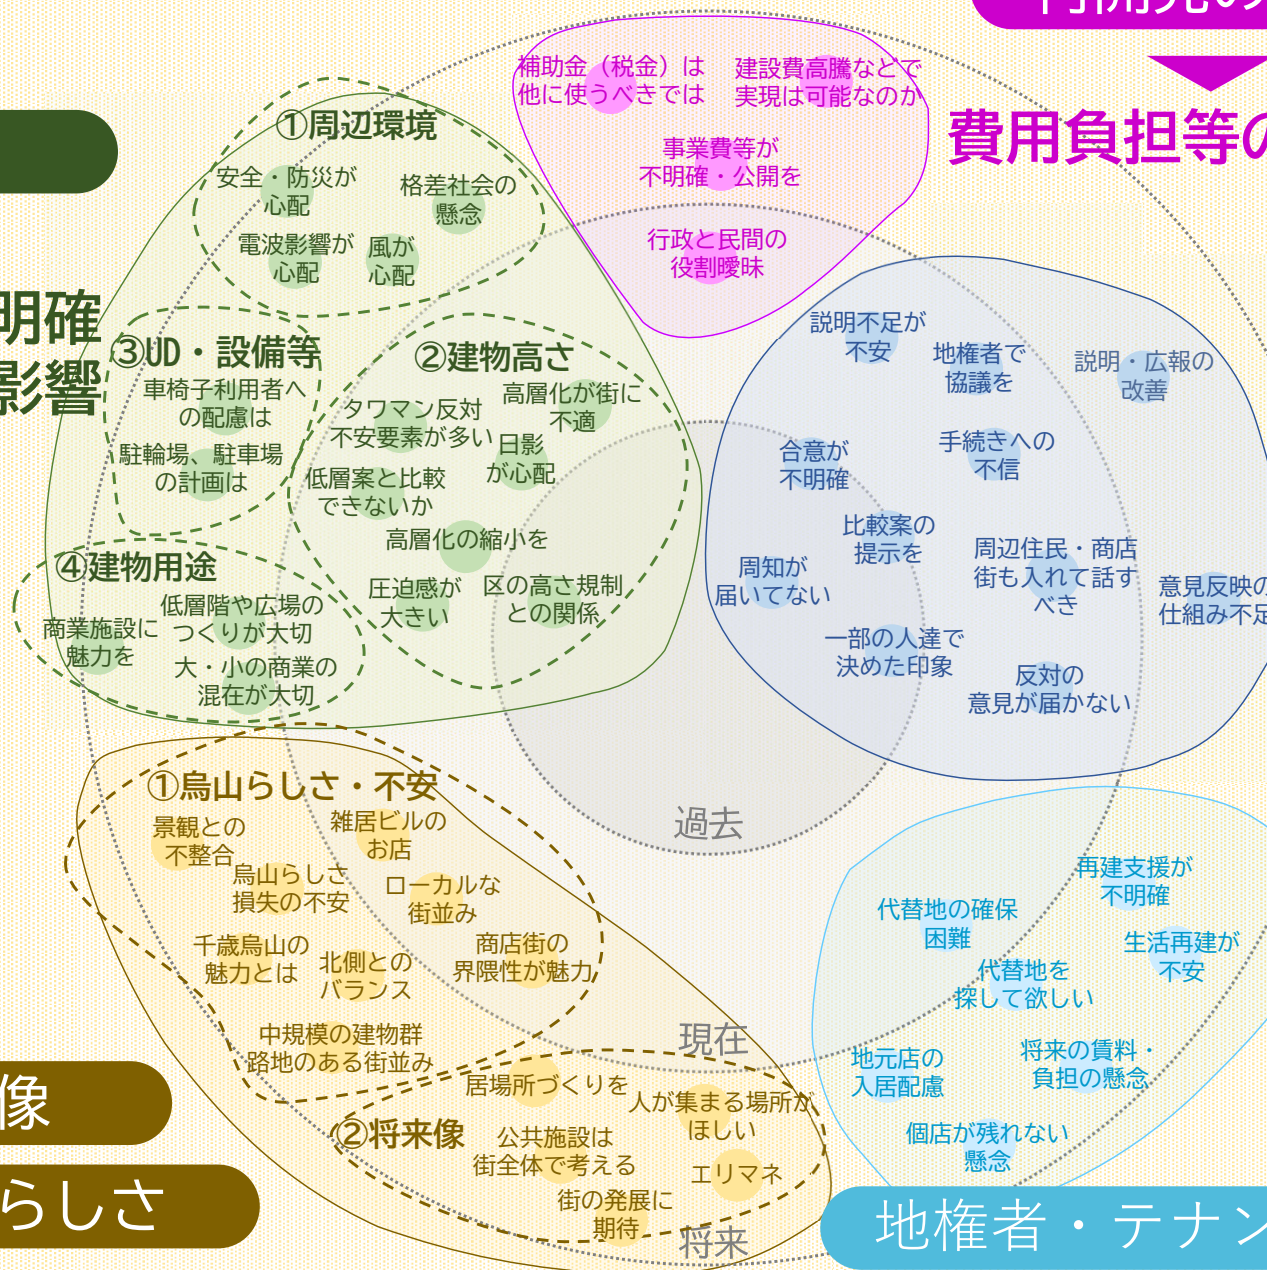 補助金（税金）は
他に使うべきでは
建設費高騰などで
実現は可能なのか
費用負担等の
事業費等が
不明確・公開を
行政と民間の
役割曖昧
①周辺環境
安全・防災が
心配
格差社会の
懸念
電波影響が
心配
風が
心配
明確
影響
③UD・設備等
車椅子利用者へ
の配慮は
駐輪場、駐車場
の計画は
②建物高さ
高層化が街に
不適
タワマン反対
不安要素が多い
日影
が心配
低層案と比較
できないか
高層化の縮小を
圧迫感が
大きい
区の高さ規制
との関係
④建物用途
低層階や広場の
つくりが大切
商業施設に
魅力を
大・小の商業の
混在が大切
説明不足が
不安
地権者で
協議を
説明・広報の
改善
合意が
不明確
手続きへの
不信
比較案の
提示を
周知が
届いてない
周辺住民・商店
街も入れて話す
べき
意見反映の
仕組み不足
一部の人達で
決めた印象
反対の
意見が届かない
過去
現在
将来
①烏山らしさ・不安
景観との
不整合
雑居ビルの
お店
烏山らしさ
損失の不安
ローカルな
街並み
千歳烏山の
魅力とは
北側との
バランス
商店街の
界隈性が魅力
中規模の建物群
路地のある街並み
②将来像
居場所づくりを
人が集まる場所が
ほしい
公共施設は
街全体で考える
エリマネ
街の発展に
期待
像
らしさ
再建支援が
不明確
代替地の確保
困難
生活再建が
不安
代替地を
探して欲しい
地元店の
入居配慮
将来の賃料・
負担の懸念
個店が残れない
懸念
地権者・テナン